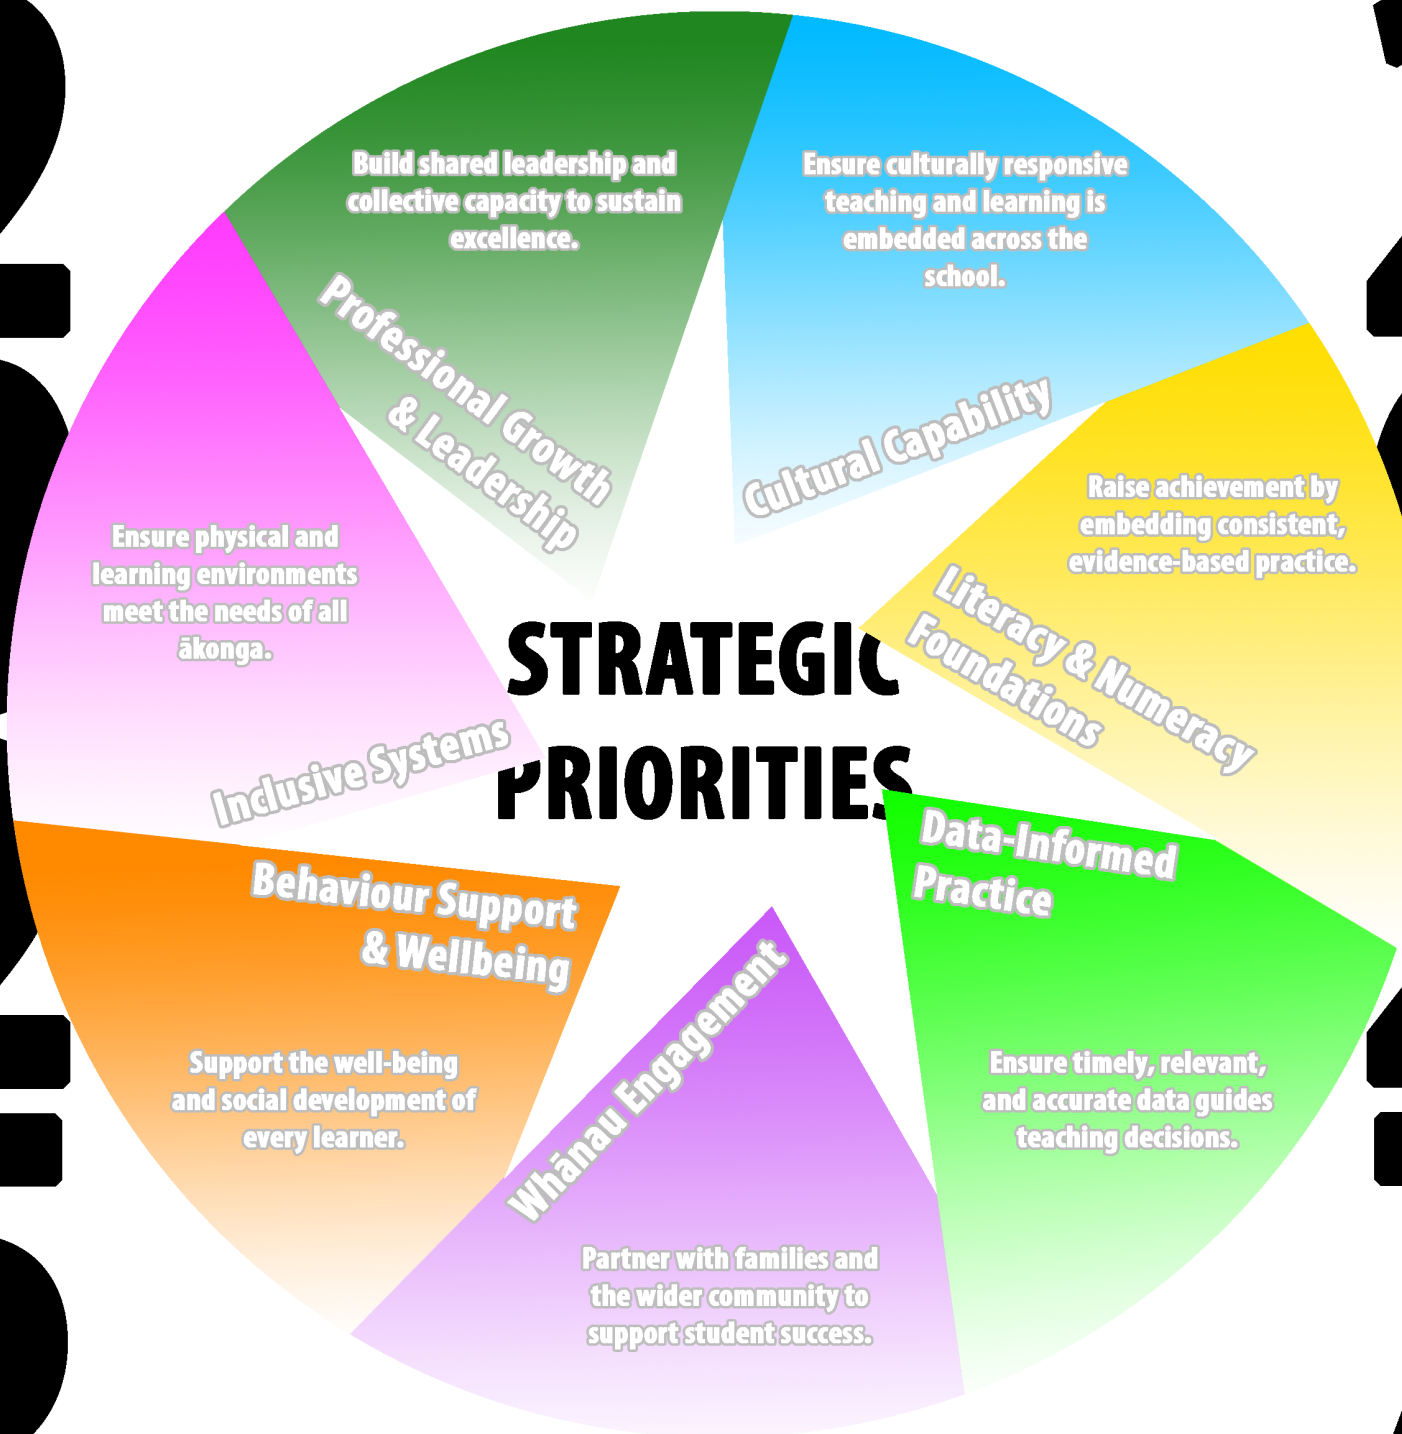 Build shared leadership and
collective capacity to sustain
excellence.
Professional Growth
& Leadership
Ensure culturally responsive
teaching and learning is
embedded across the
school.
Cultural Capability
Raise achievement by
embedding consistent,
evidence-based practice.
Literacy & Numeracy
Foundations
Ensure physical and
learning environments
meet the needs of all
ākonga.
Inclusive Systems
STRATEGIC
PRIORITIES
Data-Informed
Practice
Ensure timely, relevant,
and accurate data guides
teaching decisions.
Behaviour Support
& Wellbeing
Support the well-being
and social development of
every learner.
Whānau Engagement
Partner with families and
the wider community to
support student success.